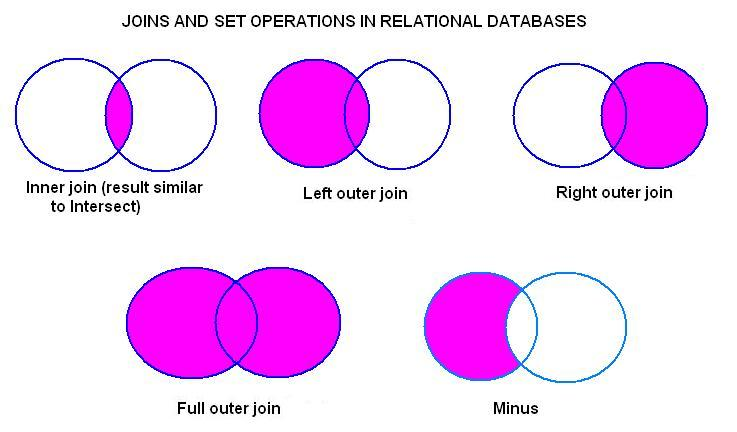 JOINS AND SET OPERATIONS IN RELATIONAL DATABASES
Inner join (result similar
to Intersect)
Left outer join
Right outer join
Full outer join
Minus